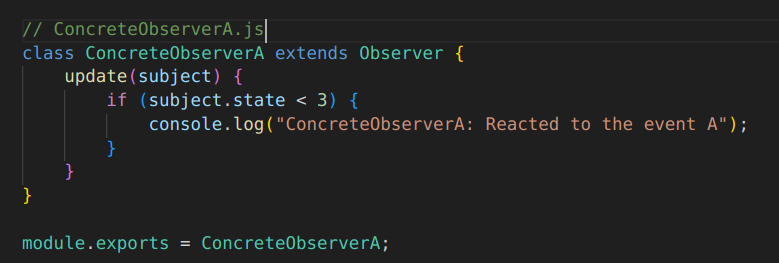 // ConcreteObserverA.js
class ConcreteObserverA extends Observer {
    update(subject) {
        if (subject.state < 3) {
            console.log("ConcreteObserverA: Reacted to the event A");
        }
    }
}

module.exports = ConcreteObserverA;